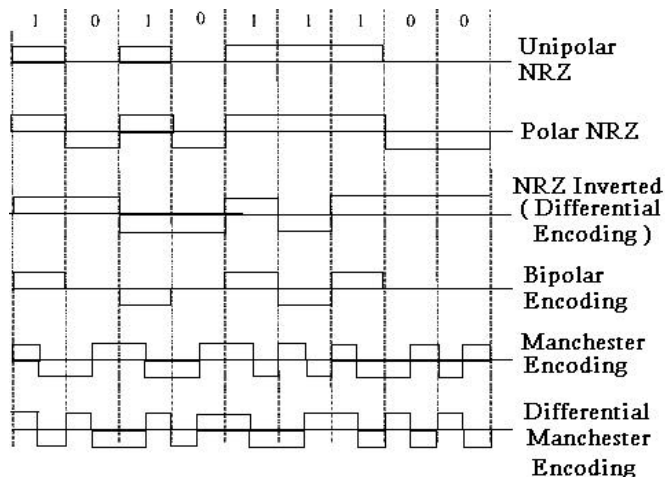 1 0 1 0 1 1 1 0 0
Unipolar
NRZ
Polar NRZ
NRZ Inverted
( Differential
Encoding )
Bipolar
Encoding
Manchester
Encoding
Differential
Manchester
Encoding